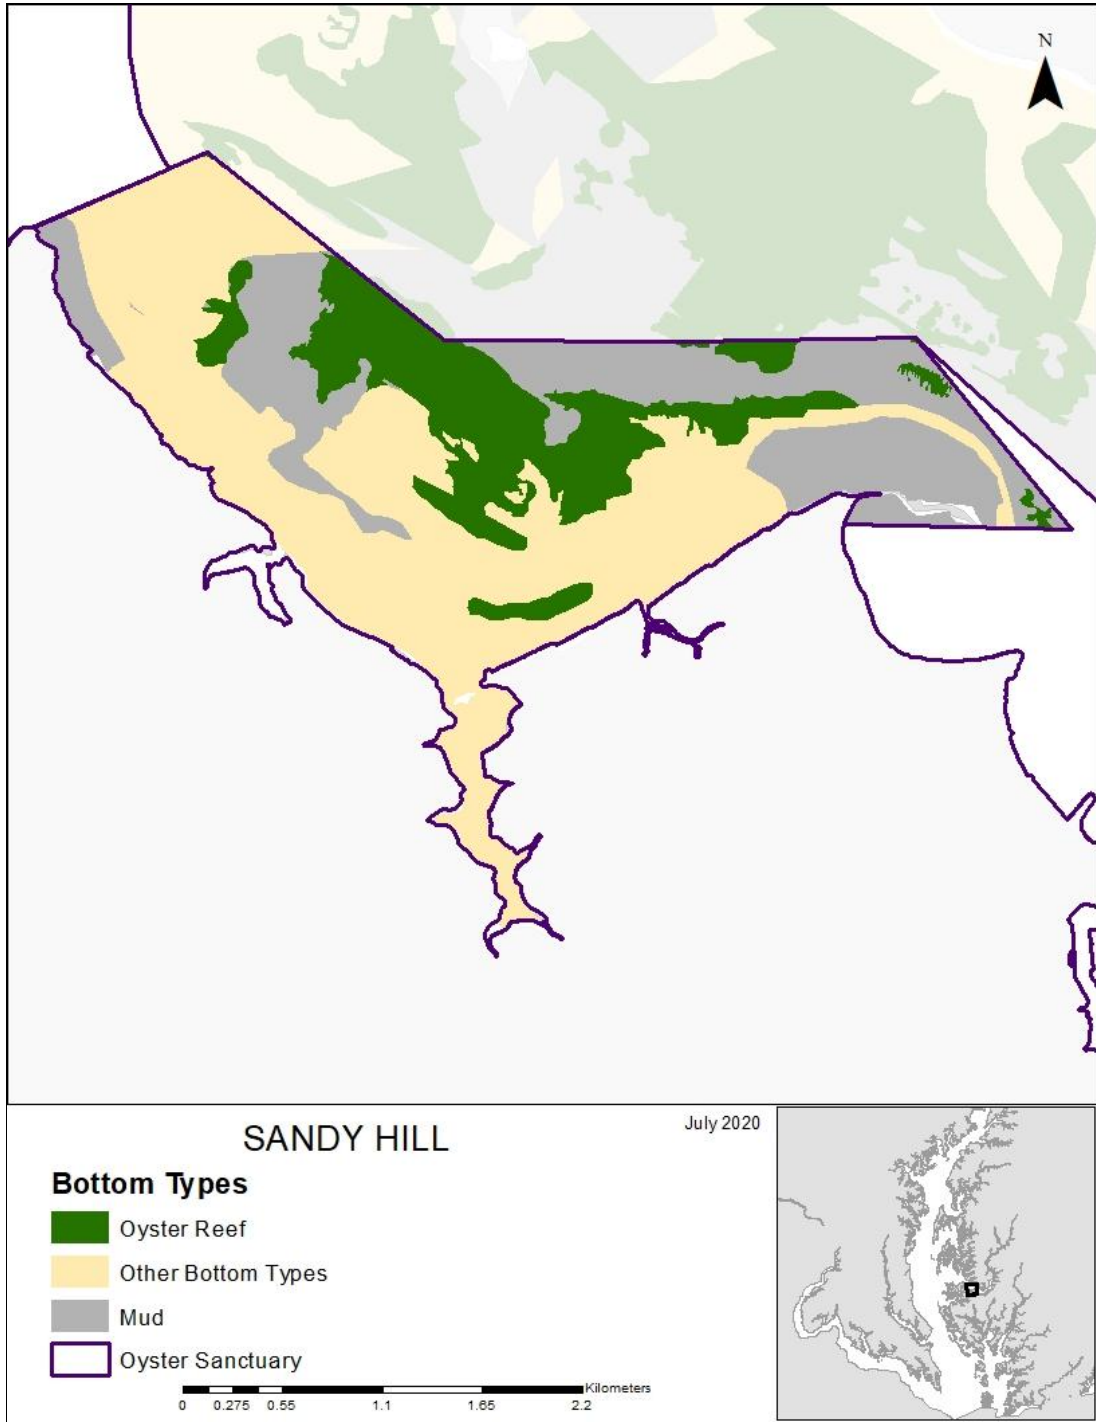 N
SANDY HILL
July 2020
Bottom Types
Oyster Reef
Other Bottom Types
Mud
Oyster Sanctuary
Kilometers
0 0.275 0.55 1.1 1.65 2.2